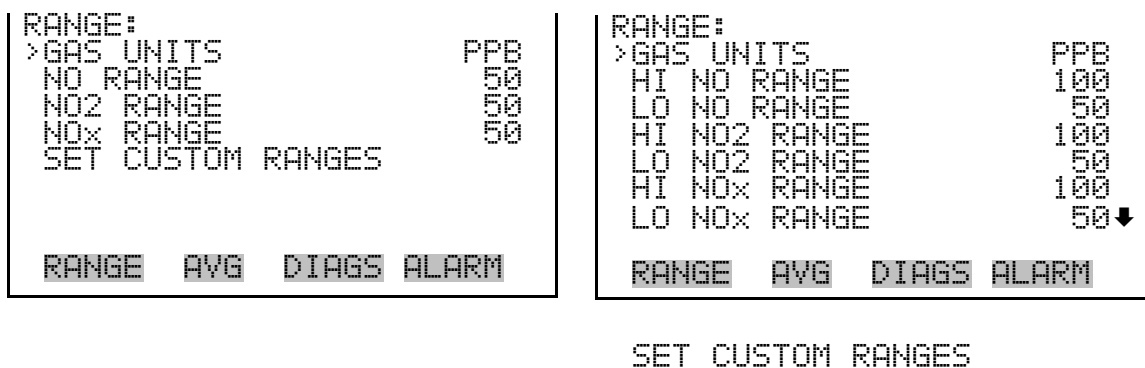 RANGE:
>GAS UNITS PPB
NO RANGE 50
NO2 RANGE 50
NOx RANGE 50
SET CUSTOM RANGES
RANGE AVG DIAGS ALARM
RANGE:
>GAS UNITS PPB
HI NO RANGE 100
LO NO RANGE 50
HI NO2 RANGE 100
LO NO2 RANGE 50
HI NOx RANGE 100
LO NOx RANGE 50⬇
RANGE AVG DIAGS ALARM
SET CUSTOM RANGES